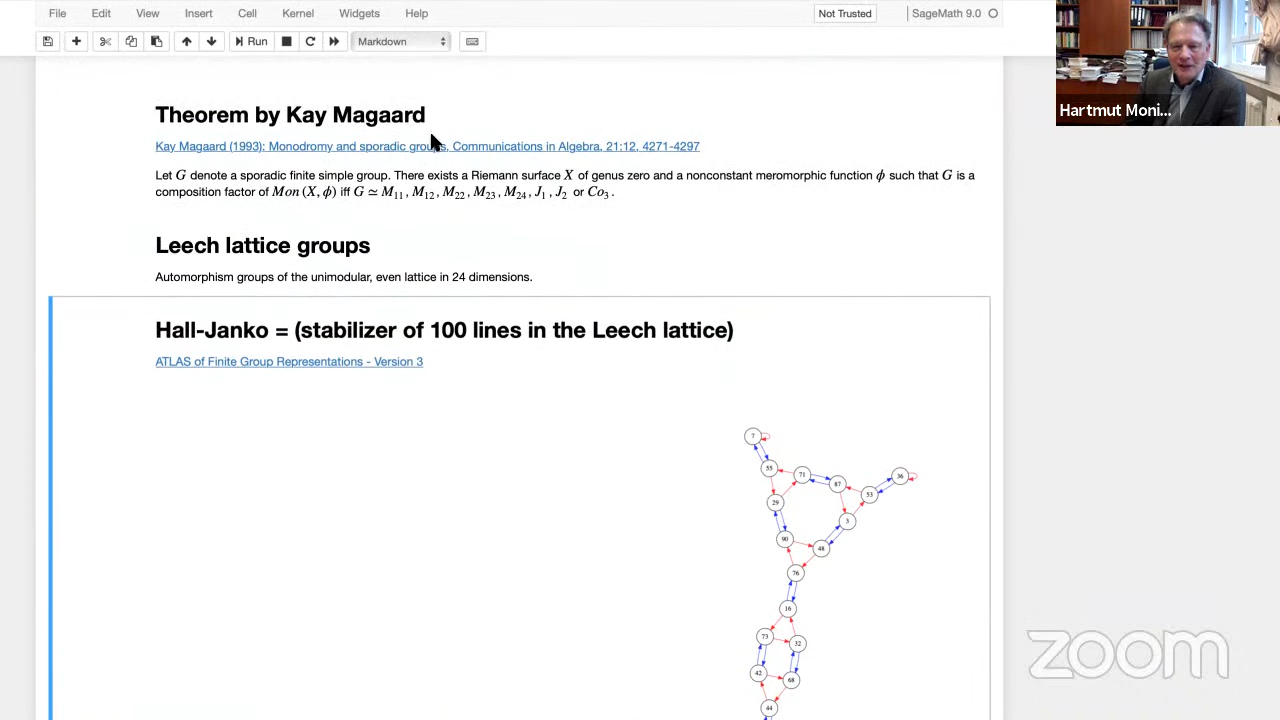 File Edit View Insert Cell Kernel Widgets Help Not Trusted SageMath 9.0
Run Markdown
Hartmut Moni...
Theorem by Kay Magaard
Kay Magaard (1993): Monodromy and sporadic groups, Communications in Algebra, 21:12, 4271-4297
Let G denote a sporadic finite simple group. There exists a Riemann surface X of genus zero and a nonconstant meromorphic function ϕ such that G is a
composition factor of Mon (X, ϕ) iff G ≃ M₁₁, M₁₂, M₂₂, M₂₃, M₂₄, J₁, J₂ or Co₃.
Leech lattice groups
Automorphism groups of the unimodular, even lattice in 24 dimensions.
Hall-Janko = (stabilizer of 100 lines in the Leech lattice)
ATLAS of Finite Group Representations - Version 3
7
55
71
87
36
53
29
3
90
48
76
16
73
32
42
68
44
zoom